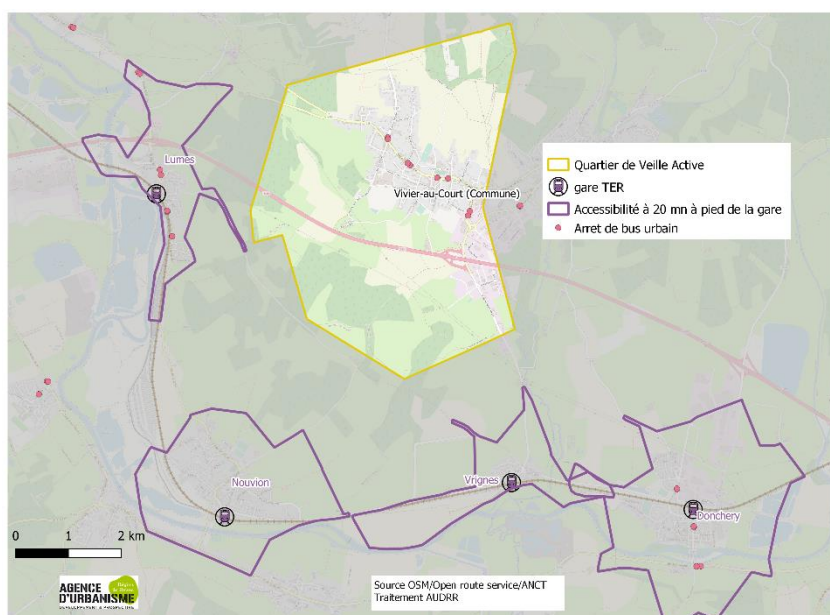 Lumes
Vivier-au-Court (Commune)
Quartier de Veille Active
gare TER
Accessibilité à 20 mn à pied de la gare
Arret de bus urbain
Nouvion
Vrignes
Donchery
0 1 2 km
AGENCE
D'URBANISME
Source OSM/Open route service/ANCT
Traitement AUDRR